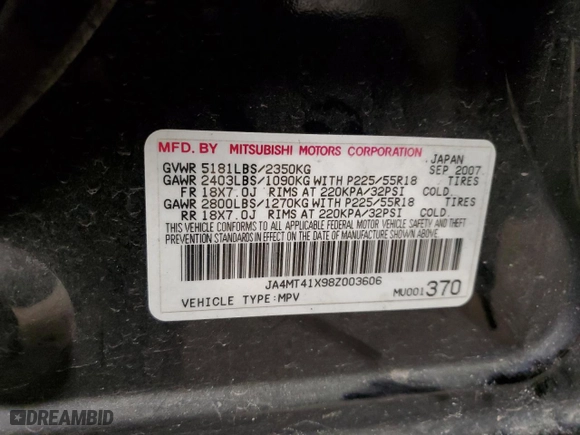 MFD. BY MITSUBISHI MOTORS CORPORATION JAPAN
GVWR 5181LBS/2350KG SEP 2007
GAWR 2403LBS/1090KG WITH P225/55R18 TIRES
FR 18X7.0J RIMS AT 220KPA/32PSI COLD
GAWR 2800LBS/1270KG WITH P225/55R18 TIRES
RR 18X7.0J RIMS AT 220KPA/32PSI COLD
THIS VEHICLE CONFORMS TO ALL APPLICABLE FEDERAL MOTOR VEHICLE SAFETY AND THEFT
PREVENTION STANDARDS IN EFFECT ON THE DATE OF MANUFACTURE SHOWN ABOVE.
JA4MT41X98Z003606
VEHICLE TYPE:MPV MU001370
DREAMBID